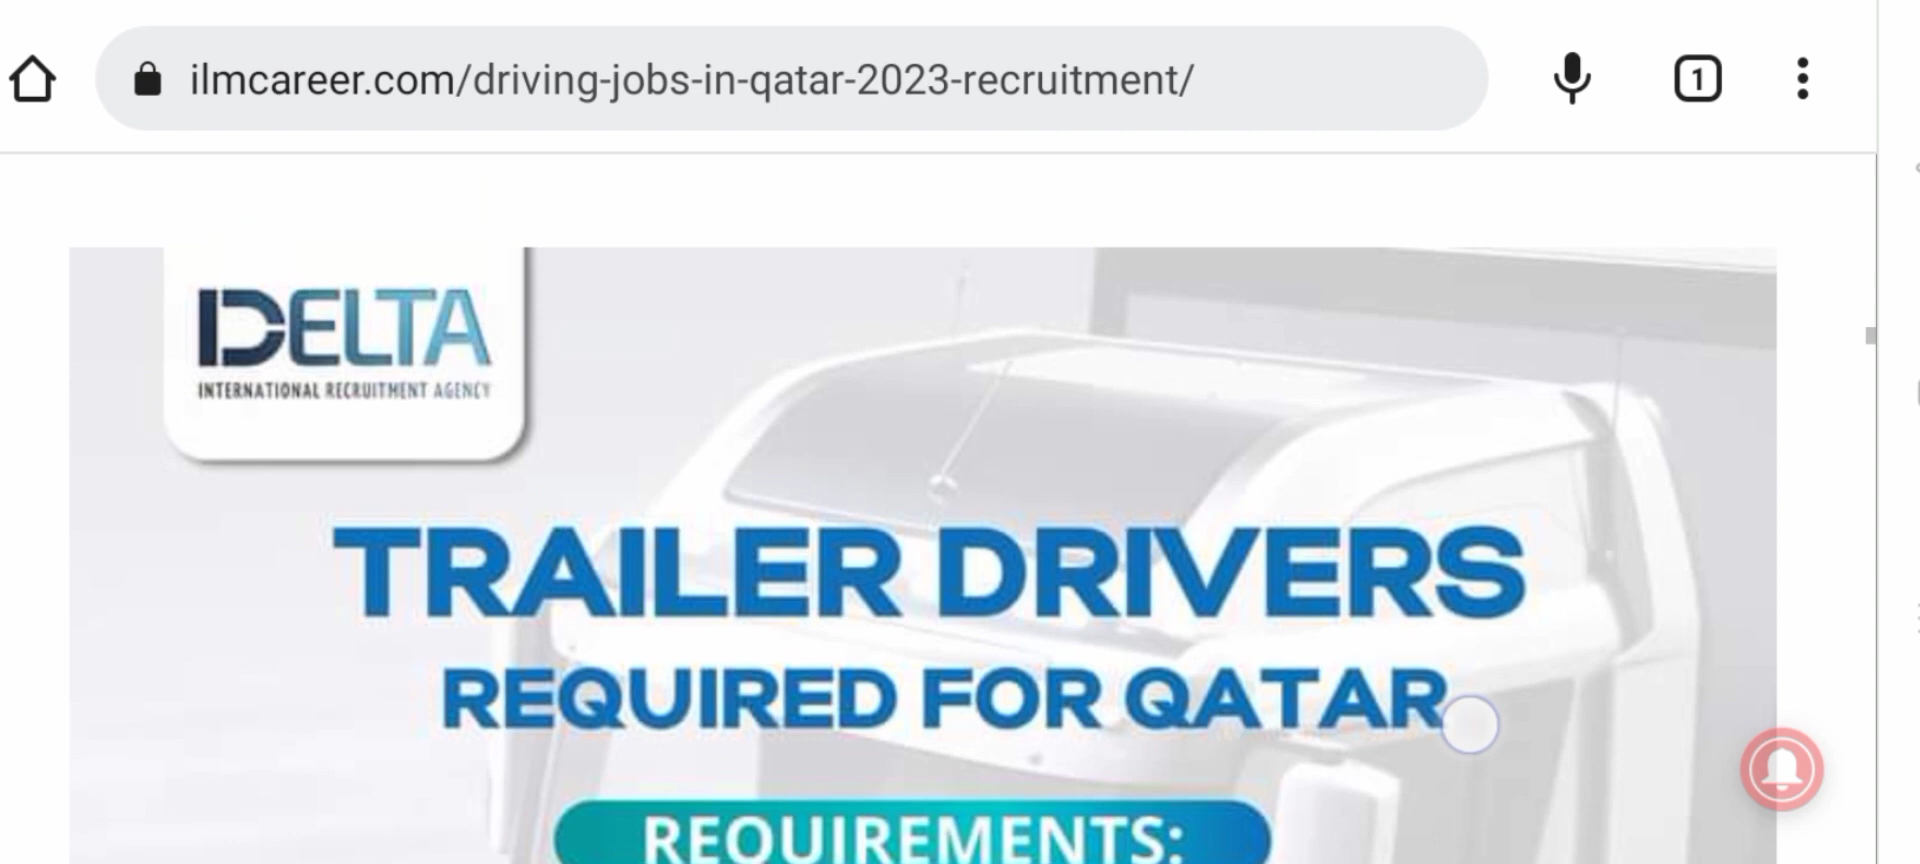 ilmcareer.com/driving-jobs-in-qatar-2023-recruitment/
1
DELTA
INTERNATIONAL RECRUITMENT AGENCY
TRAILER DRIVERS
REQUIRED FOR QATAR
REQUIREMENTS: